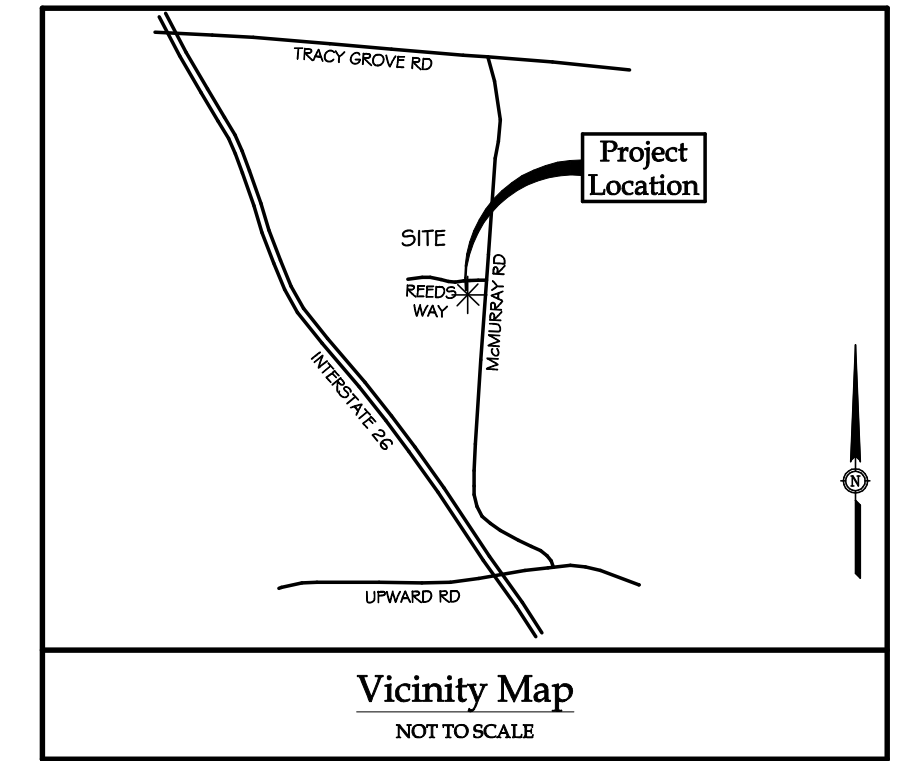 TRACY GROVE RD
Project
Location
SITE
REEDS
WAY
McMURRAY RD
INTERSTATE 26
N
UPWARD RD
Vicinity Map
NOT TO SCALE